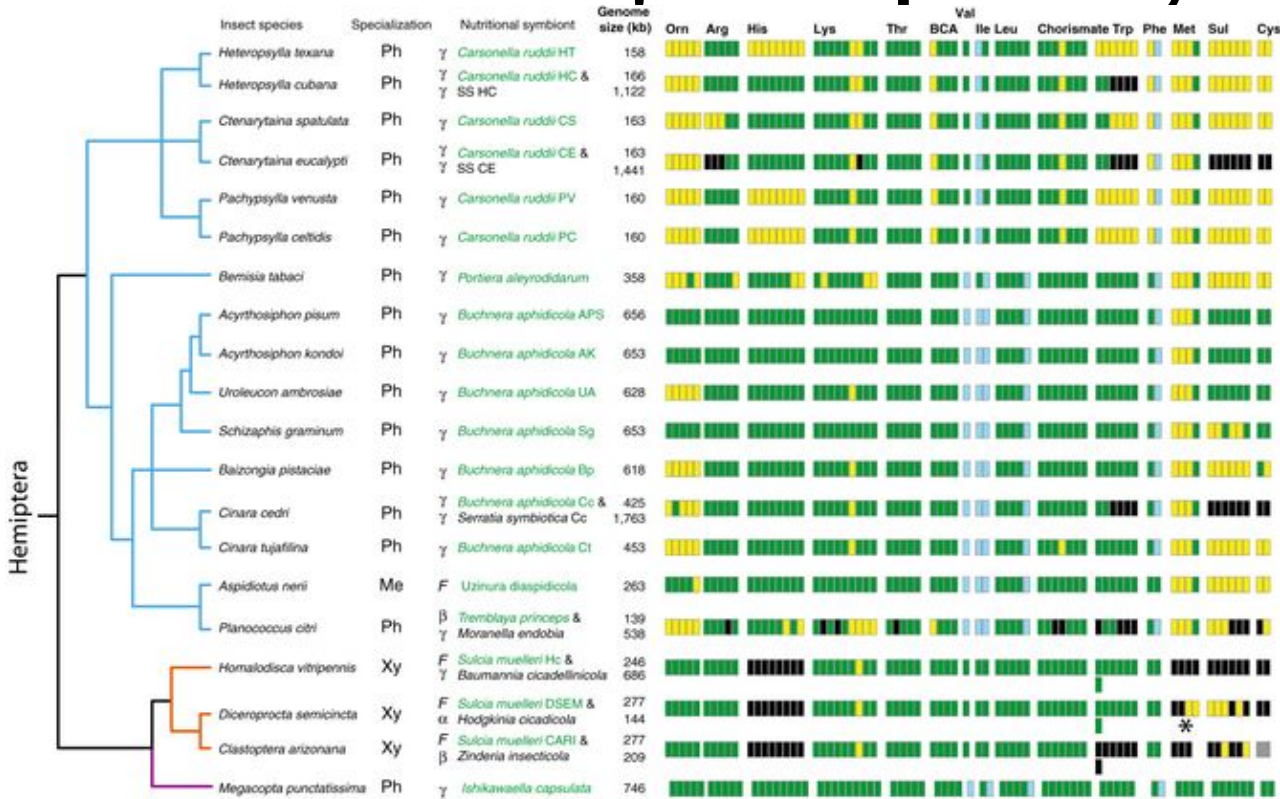 Insect species Specialization Nutritional symbiont Genome size (kb) Orn Arg His Lys Thr BCA Val Ile Leu Chorismate Trp Phe Met Sul Cys
Hemiptera
Heteropsylla texana Ph γ Carsonella ruddii HT 158
Heteropsylla cubana Ph γ Carsonella ruddii HC & 166
γ SS HC 1,122
Ctenarytaina spatulata Ph γ Carsonella ruddii CS 163
Ctenarytaina eucalypti Ph γ Carsonella ruddii CE & 163
γ SS CE 1,441
Pachypsylla venusta Ph γ Carsonella ruddii PV 160
Pachypsylla celtidis Ph γ Carsonella ruddii PC 160
Bemisia tabaci Ph γ Portiera aleyrodidarum 358
Acyrthosiphon pisum Ph γ Buchnera aphidicola APS 656
Acyrthosiphon kondoi Ph γ Buchnera aphidicola AK 653
Uroleucon ambrosiae Ph γ Buchnera aphidicola UA 628
Schizaphis graminum Ph γ Buchnera aphidicola Sg 653
Baizongia pistaciae Ph γ Buchnera aphidicola Bp 618
Cinara cedri Ph γ Buchnera aphidicola Cc & 425
γ Serratia symbiotica Cc 1,763
Cinara tujafilina Ph γ Buchnera aphidicola Ct 453
Aspidiotus nerii Me F Uzinura diaspidicola 263
Planococcus citri Ph β Tremblaya princeps & 139
γ Moranella endobia 538
Homalodisca vitripennis Xy F Sulcia muelleri Hc & 246
γ Baumannia cicadellinicola 686
Diceroprocta semicincta Xy F Sulcia muelleri DSEM & 277
α Hodgkinia cicadicola 144
*
Clastoptera arizonana Xy F Sulcia muelleri CARI & 277
β Zinderia insecticola 209
Megacopta punctatissima Ph γ Ishikawaella capsulata 746